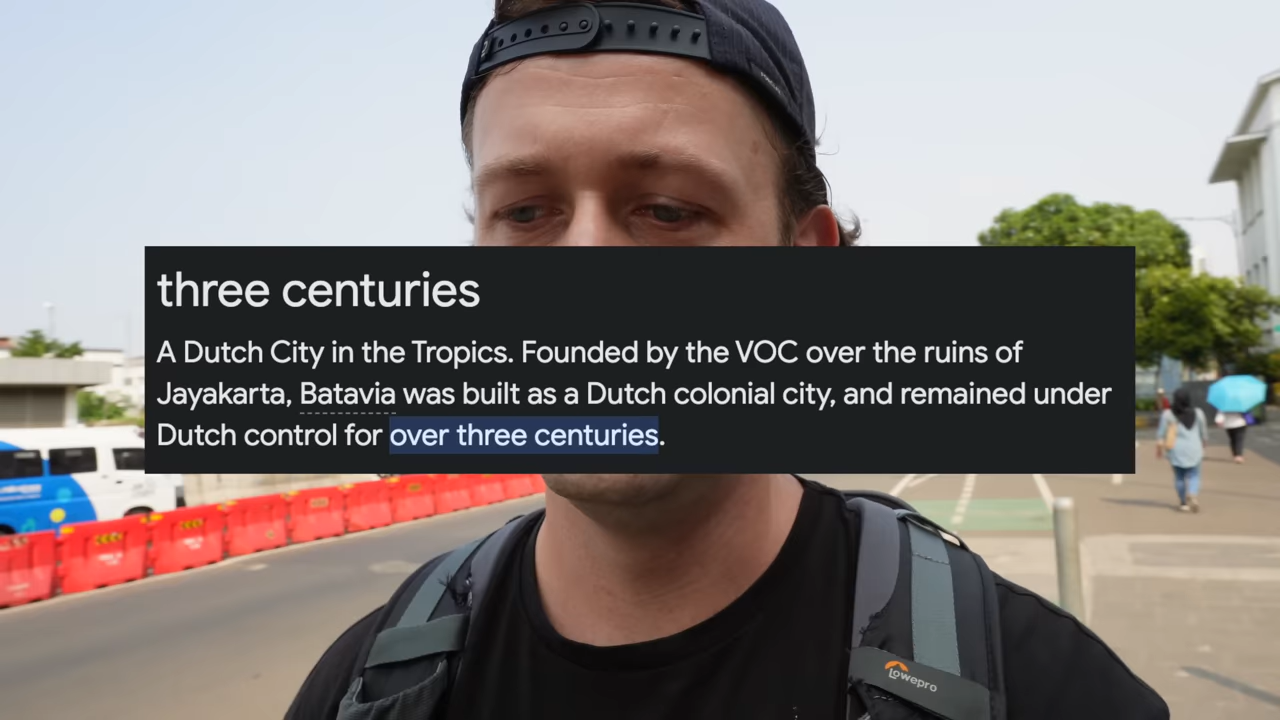 three centuries
A Dutch City in the Tropics. Founded by the VOC over the ruins of
Jayakarta, Batavia was built as a Dutch colonial city, and remained under
Dutch control for over three centuries.
Lowepro